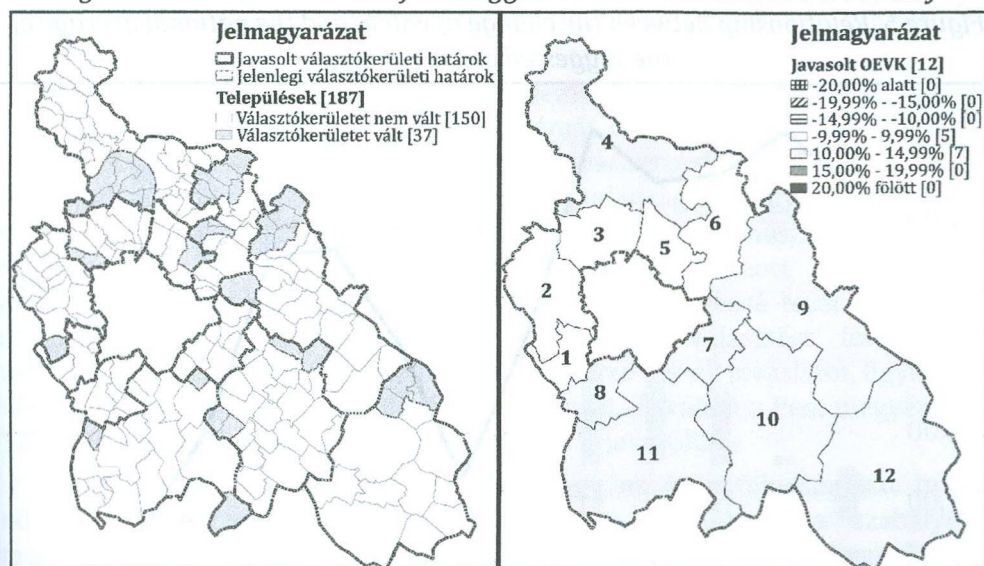 Jelmagyarázat
Javasolt választókerületi határok
Jelenlegi választókerületi határok
Települések [187]
Választókerületet nem vált [150]
Választókerületet vált [37]
Jelmagyarázat
Javasolt OEVK [12]
-20,00% alatt [0]
-19,99% - -15,00% [0]
-14,99% - -10,00% [0]
-9,99% - 9,99% [5]
10,00% - 14,99% [7]
15,00% - 19,99% [0]
20,00% fölött [0]
4
6
3
5
2
9
7
1
8
10
11
12